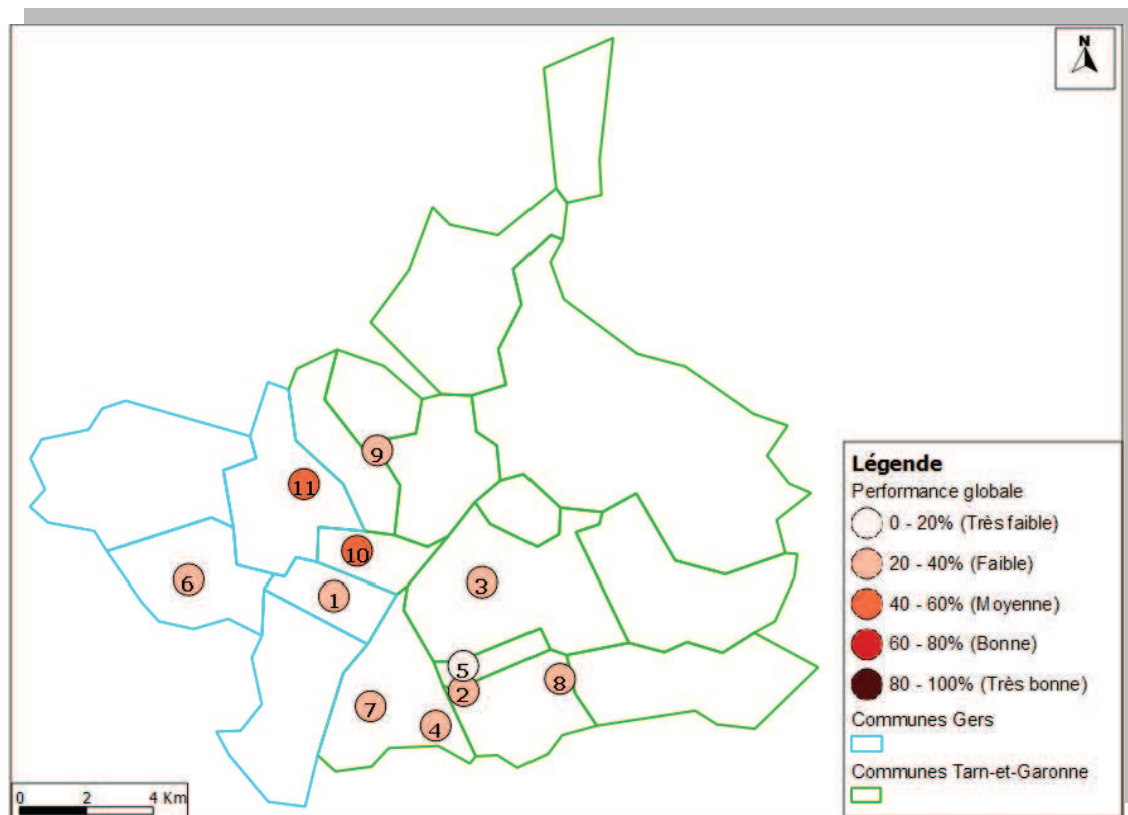 N
9
11
10
6
1
3
5
2
8
7
4
0 2 4 Km
Légende
Performance globale
0 - 20% (Très faible)
20 - 40% (Faible)
40 - 60% (Moyenne)
60 - 80% (Bonne)
80 - 100% (Très bonne)
Communes Gers
Communes Tarn-et-Garonne